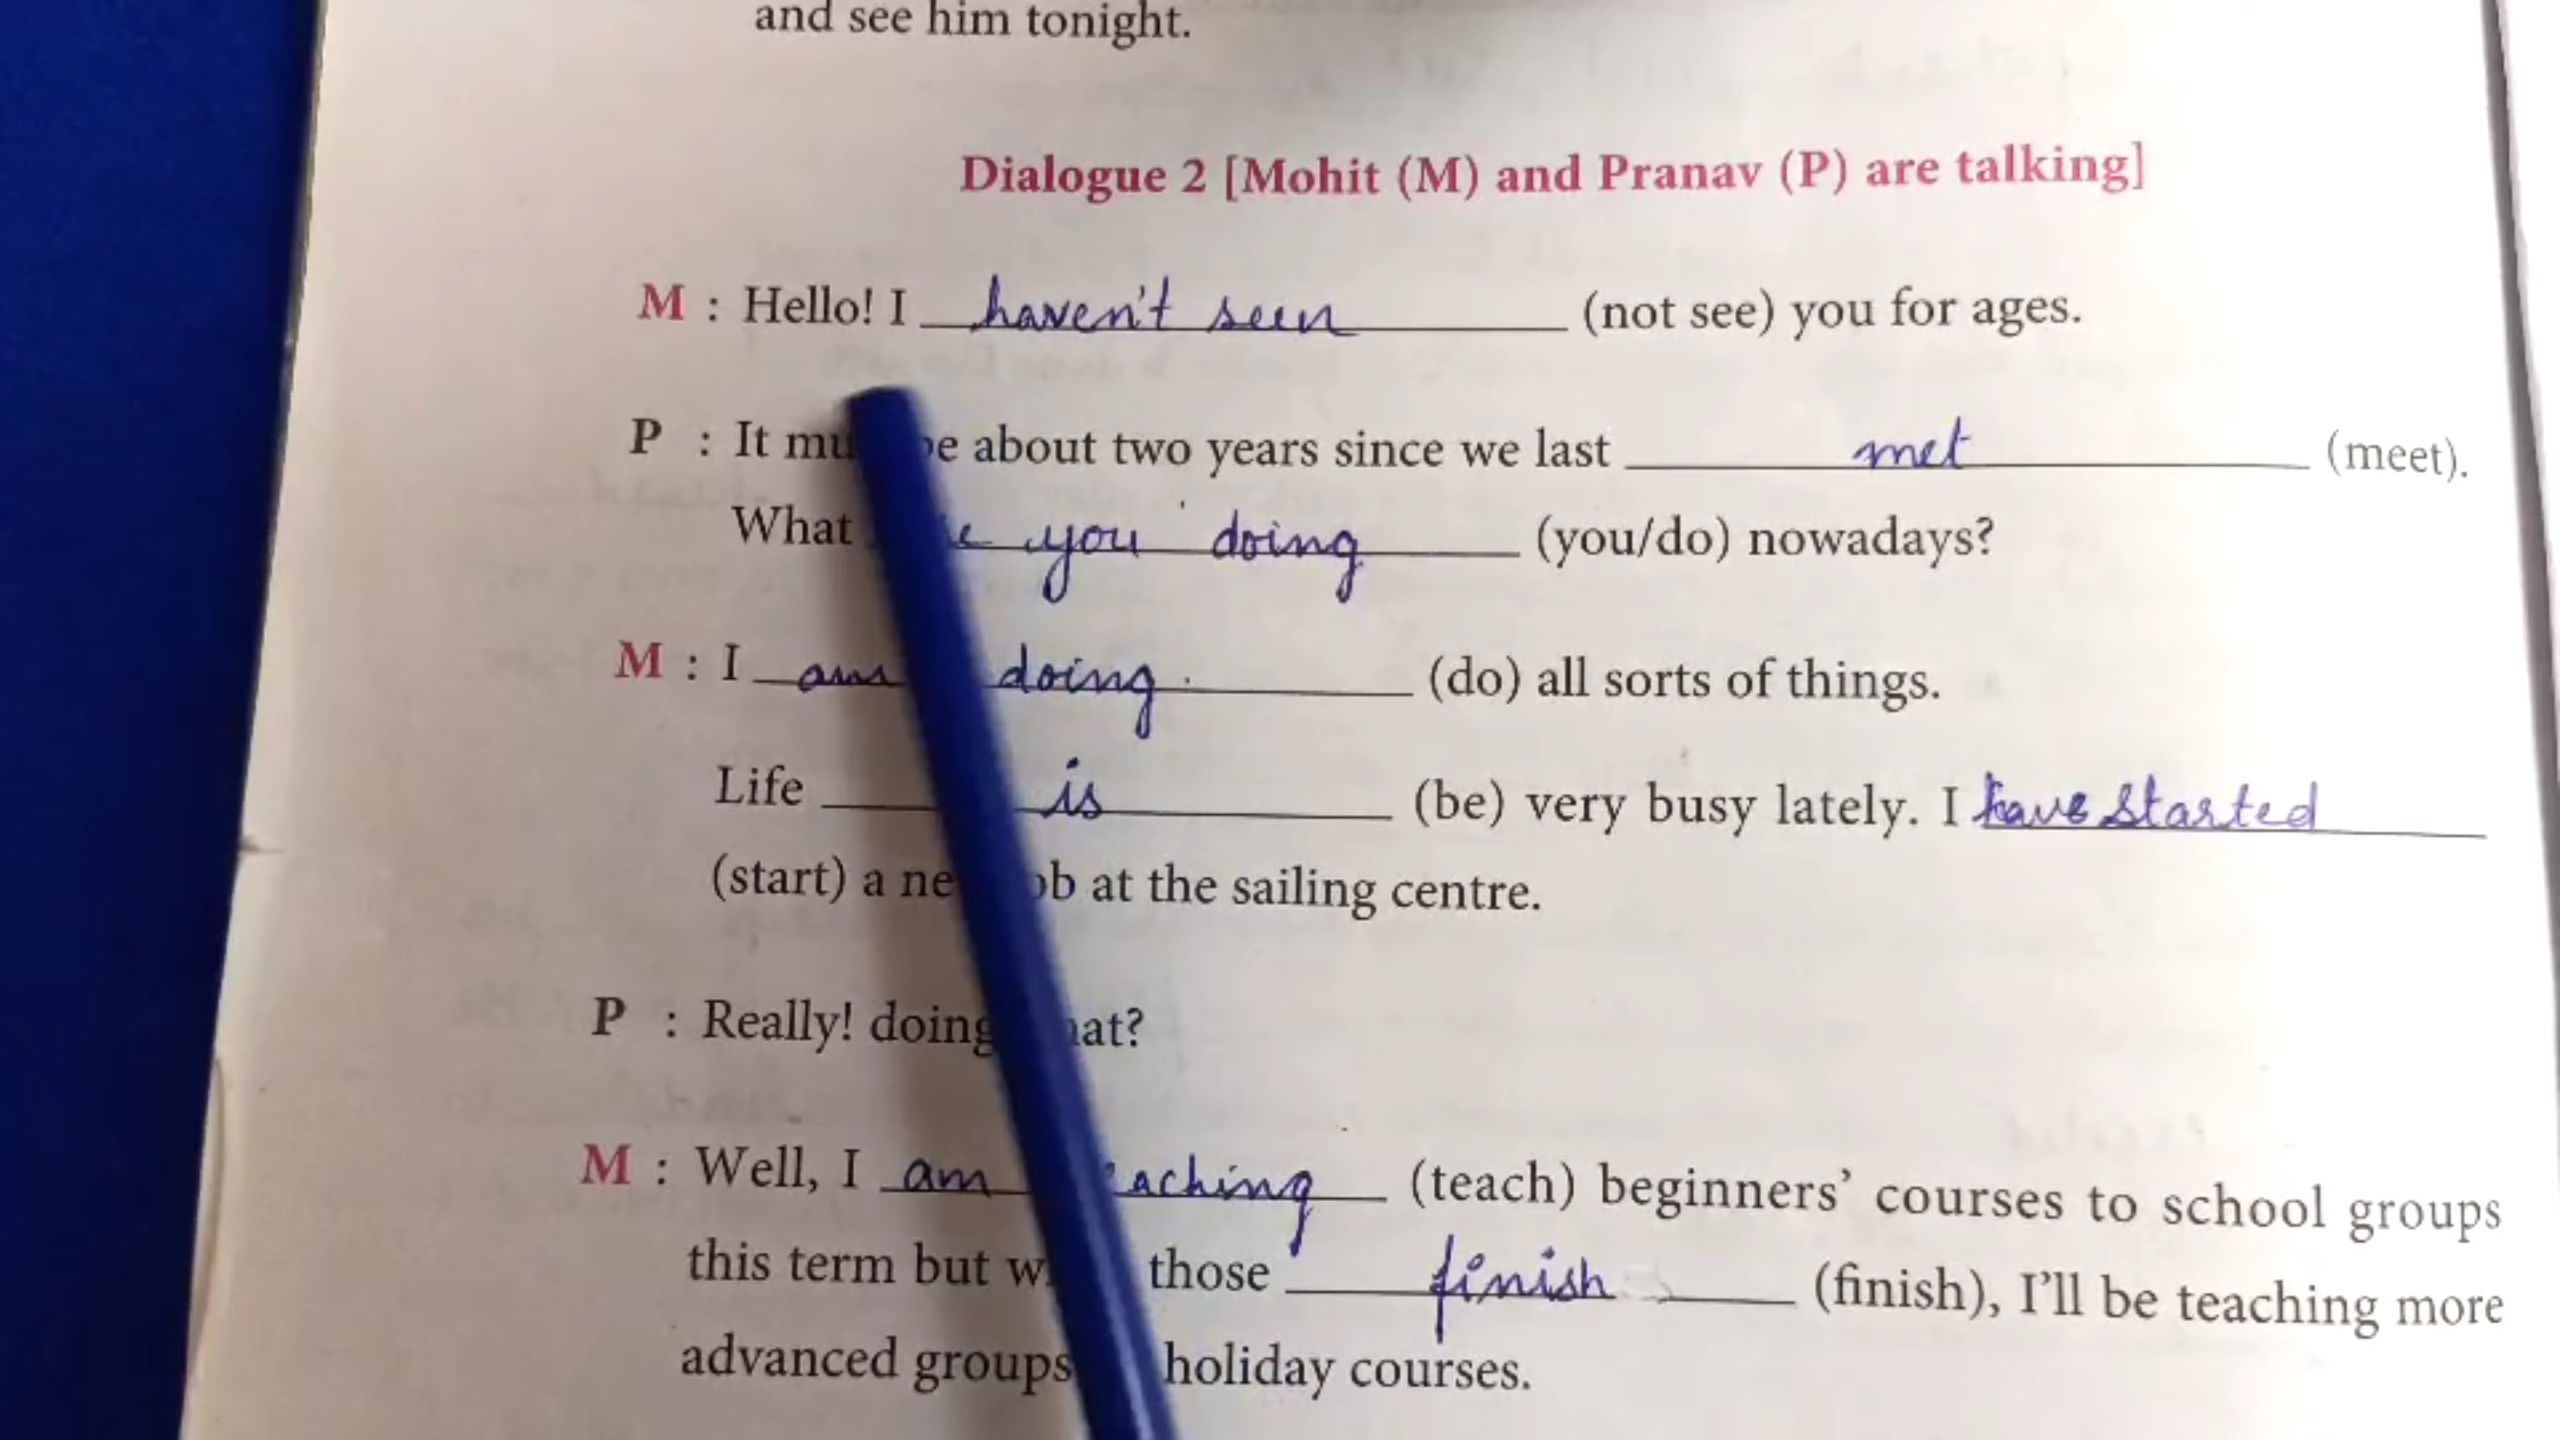 and see him tonight.
Dialogue 2 [Mohit (M) and Pranav (P) are talking]
M : Hello! I haven't seen (not see) you for ages.
P : It be about two years since we last met (meet).
What you doing (you/do) nowadays?
M : I am doing (do) all sorts of things.
Life is (be) very busy lately. I have started
(start) a at the sailing centre.
P : Really! doing
M : Well, I am (teach) beginners’ courses to school groups
this term but those finish (finish), I’ll be teaching more
advanced groups holiday courses.